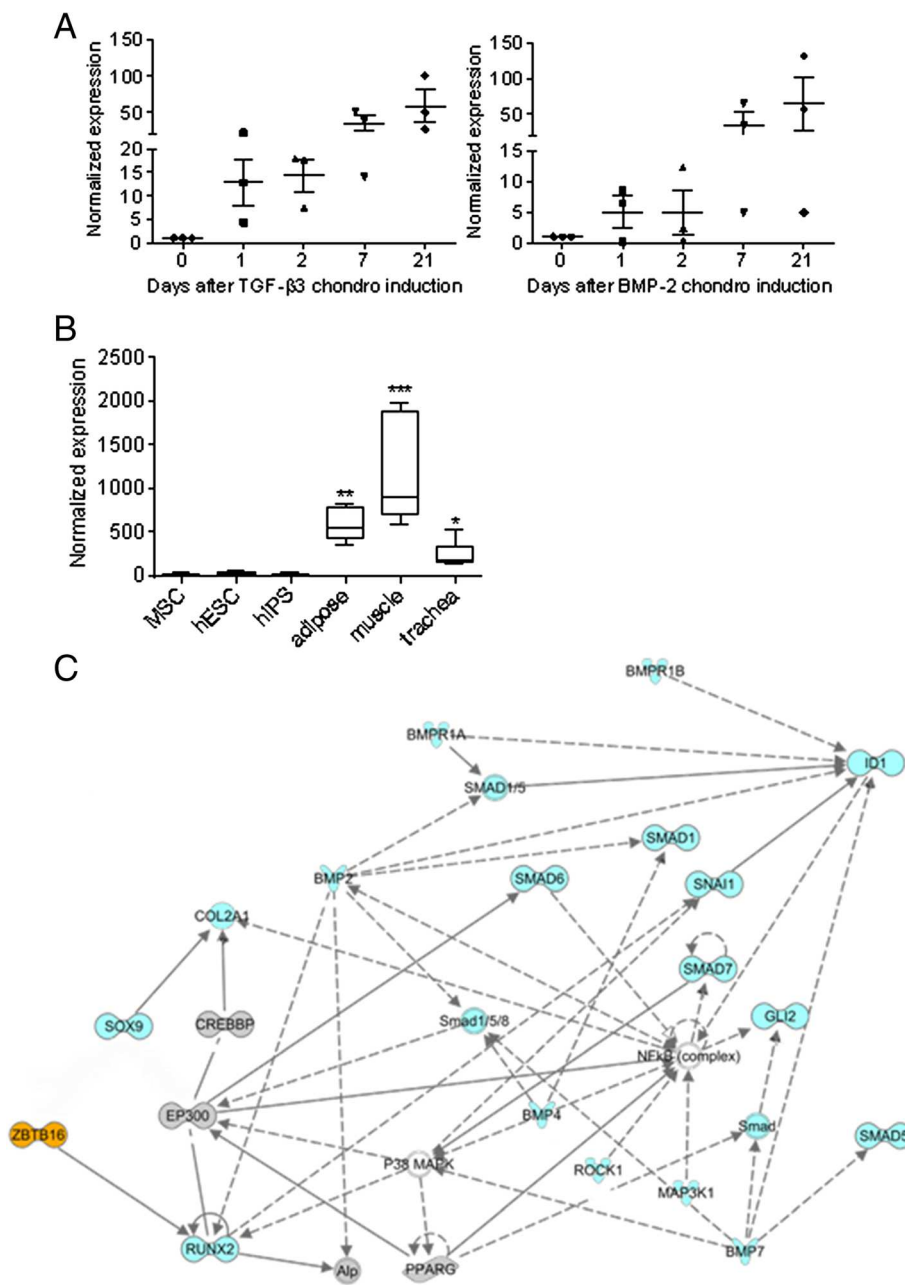 A
Normalized expression
150
100
50
20
15
10
5
0
0 1 2 7 21
Days after TGF-β3 chondro induction
Normalized expression
150
100
50
15
10
5
0
0 1 2 7 21
Days after BMP-2 chondro induction
B
Normalized expression
2500
2000
1000
500
0
** *** *
MSC hESC hIPS adipose muscle trachea
C
BMPR1B
BMPR1A
ID1
SMAD1/5
SMAD1
BMP2
SMAD6
SNAI1
COL2A1
SMAD7
SOX9
CREBBP
Smad1/5/8
GLI2
NFkB (complex)
EP300
BMP4
ZBTB16
Smad
SMAD5
P38 MAPK
ROCK1
MAP3K1
RUNX2
Alp
PPARG
BMP7